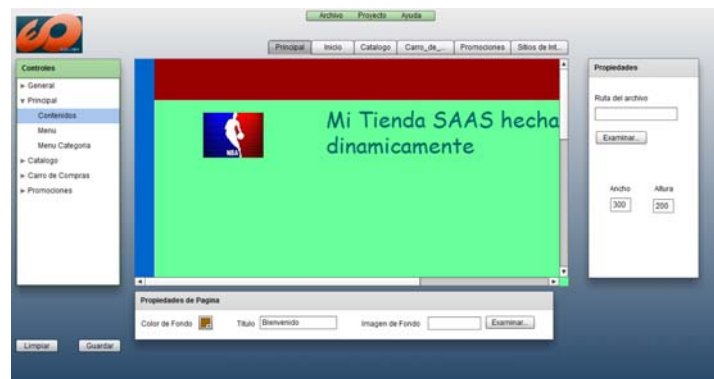 Archivo Proyecto Ayuda
Principal Inicio Catalogo Carro_de_... Promociones Sitios de Int...
Controles
General
Principal
Contenidos
Menu
Menu Categoria
Catalogo
Carro de Compras
Promociones
Mi Tienda SAAS hecha
dinamicamente
NBA
Propiedades
Ruta del archivo
Examinar...
Ancho Altura
300 200
Propiedades de Pagina
Color de Fondo Titulo Bienvenido Imagen de Fondo Examinar...
Limpiar Guardar